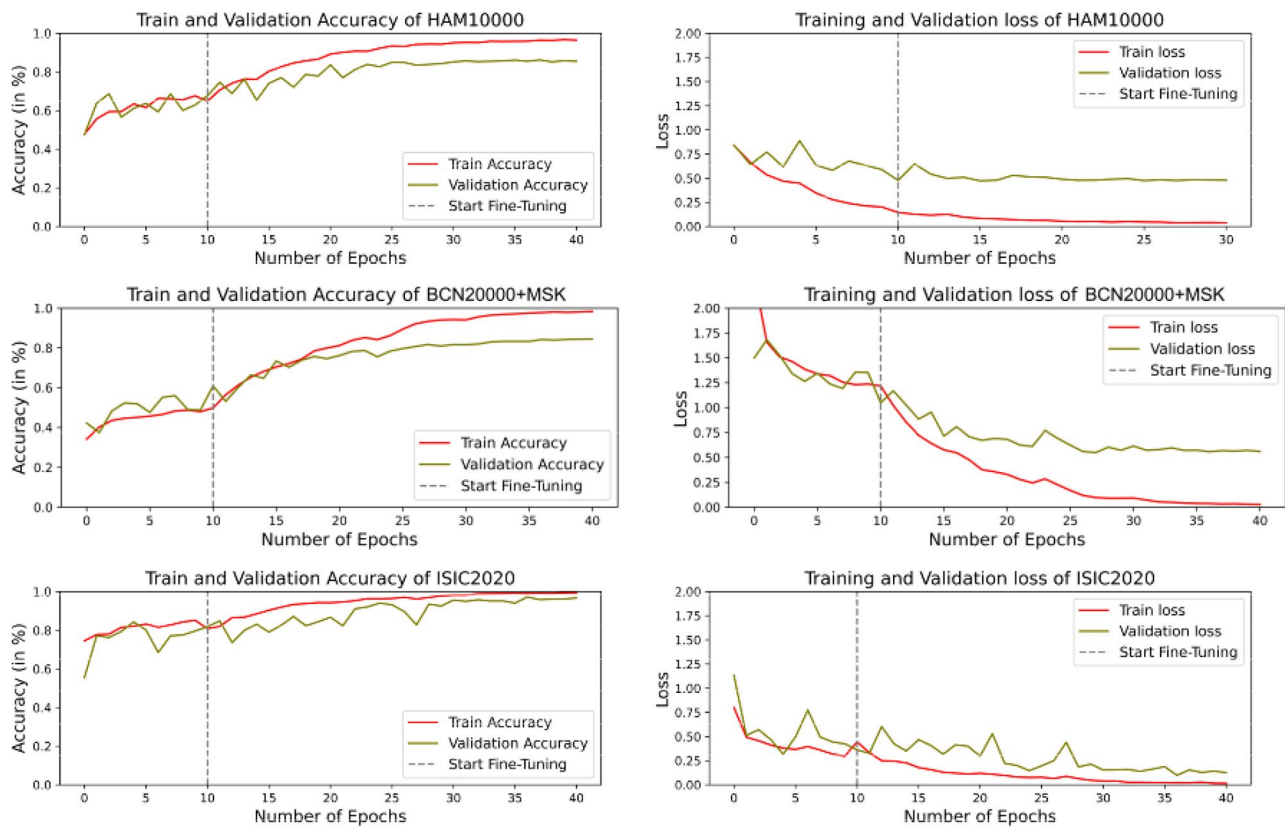 Train and Validation Accuracy of HAM10000
Accuracy (in %)
1.0
0.8
0.6
0.4
0.2
0.0
Train Accuracy
Validation Accuracy
Start Fine-Tuning
0 5 10 15 20 25 30 35 40
Number of Epochs
Training and Validation loss of HAM10000
Loss
2.00
1.75
1.50
1.25
1.00
0.75
0.50
0.25
0.00
Train loss
Validation loss
Start Fine-Tuning
0 5 10 15 20 25 30
Number of Epochs
Train and Validation Accuracy of BCN20000+MSK
Accuracy (in %)
1.0
0.8
0.6
0.4
0.2
0.0
Train Accuracy
Validation Accuracy
Start Fine-Tuning
0 5 10 15 20 25 30 35 40
Number of Epochs
Training and Validation loss of BCN20000+MSK
Loss
2.00
1.75
1.50
1.25
1.00
0.75
0.50
0.25
0.00
Train loss
Validation loss
Start Fine-Tuning
0 5 10 15 20 25 30 35 40
Number of Epochs
Train and Validation Accuracy of ISIC2020
Accuracy (in %)
1.0
0.8
0.6
0.4
0.2
0.0
Train Accuracy
Validation Accuracy
Start Fine-Tuning
0 5 10 15 20 25 30 35 40
Number of Epochs
Training and Validation loss of ISIC2020
Loss
2.00
1.75
1.50
1.25
1.00
0.75
0.50
0.25
0.00
Train loss
Validation loss
Start Fine-Tuning
0 5 10 15 20 25 30 35 40
Number of Epochs